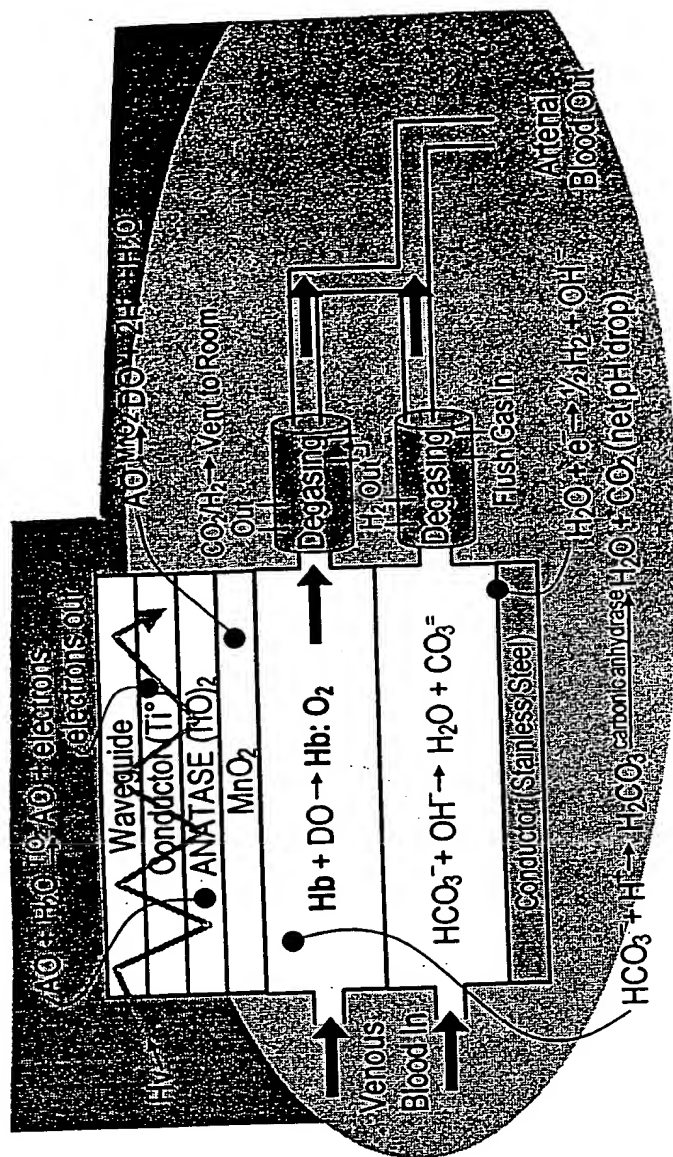 AO + H2O TiO2 AO + electrons
electrons out
Hν
Waveguide
Conductor/Ti°
ANATASE (TiO)2
MnO2
AO MnO2 DO + 2H+ + H2O
CO2/H2 → Vent to Room
Out
Degasing
Hb + DO → Hb: O2
Venous
Blood In
H2 Out
Degasing
Flush Gas In
HCO3- + OH- → H2O + CO3=
Conductor (Stainless Steel)
Arterial
Blood Out
H2O + e- → ½ H2 + OH-
HCO3- + H+ → H2CO3 carbonic anhydrase H2O + CO2 (net pH drop)